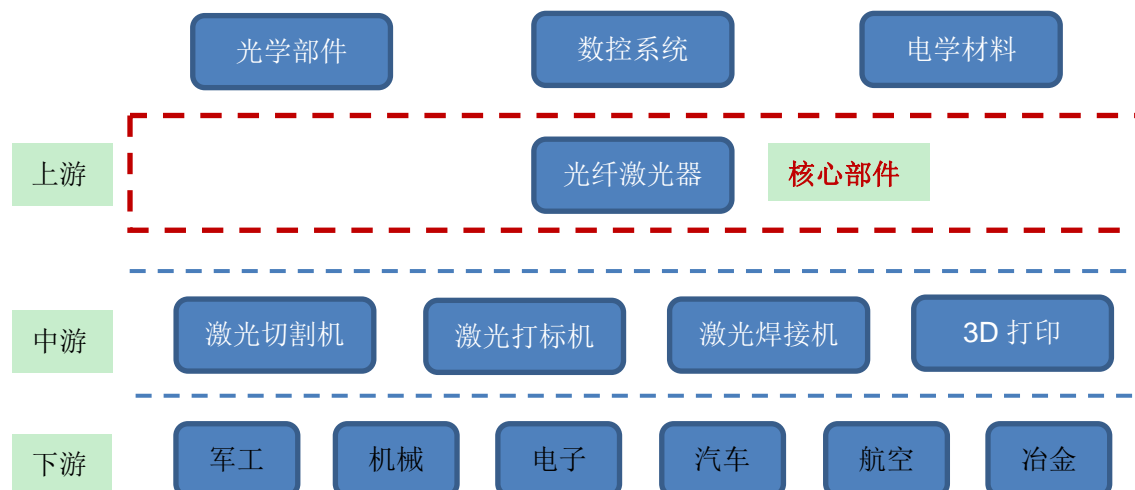 光学部件
数控系统
电学材料
上游
光纤激光器
核心部件
中游
激光切割机
激光打标机
激光焊接机
3D 打印
下游
军工
机械
电子
汽车
航空
冶金